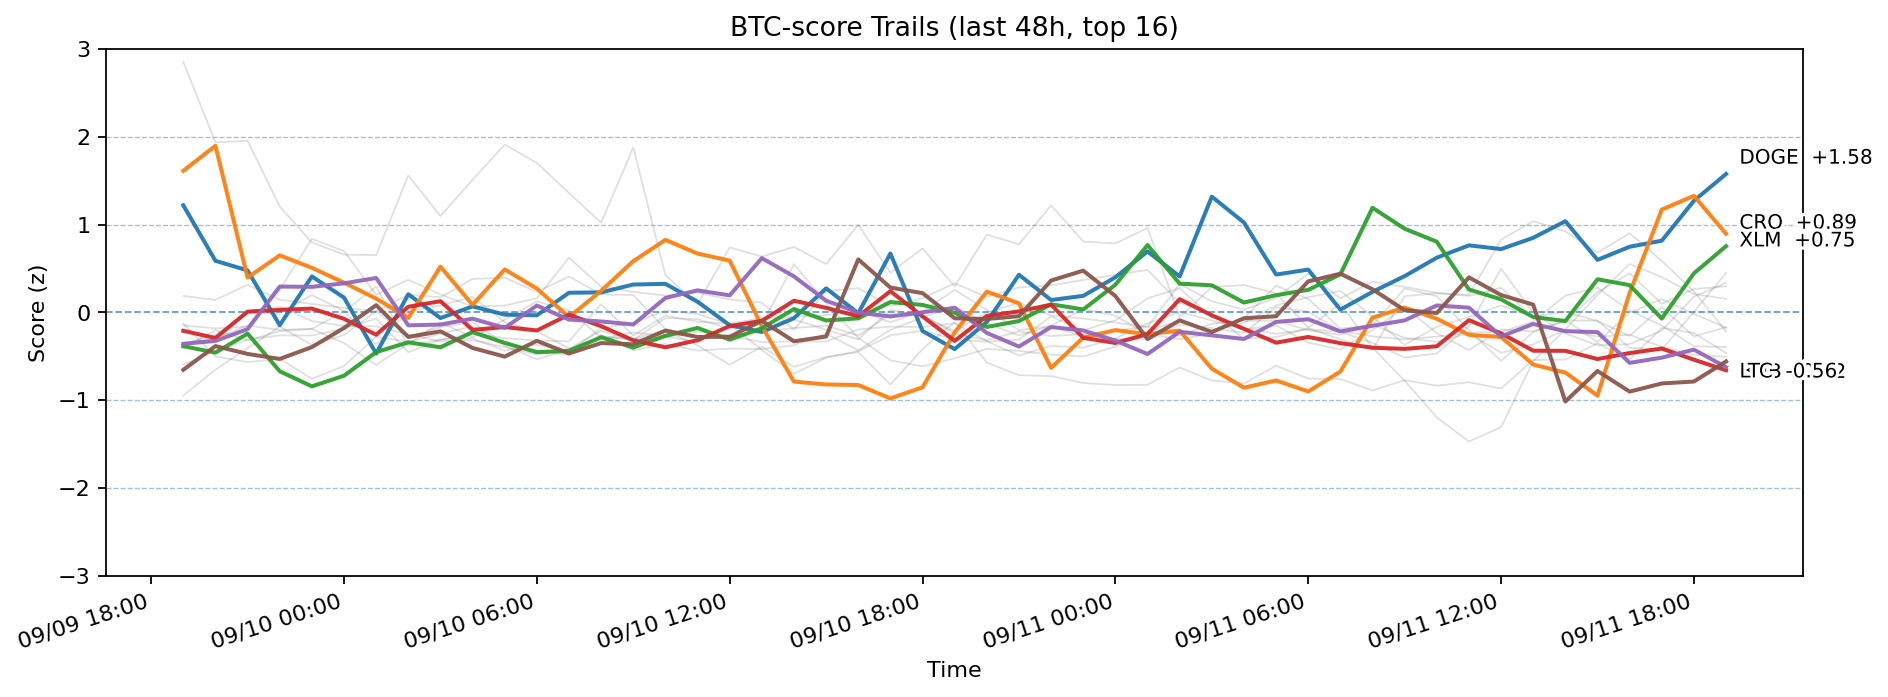 BTC-score Trails (last 48h, top 16)
Score (z)
3
2
1
0
−1
−2
−3
DOGE +1.58
CRO +0.89
XLM +0.75
09/09 18:00
09/10 00:00
09/10 06:00
09/10 12:00
09/10 18:00
09/11 00:00
09/11 06:00
09/11 12:00
09/11 18:00
Time